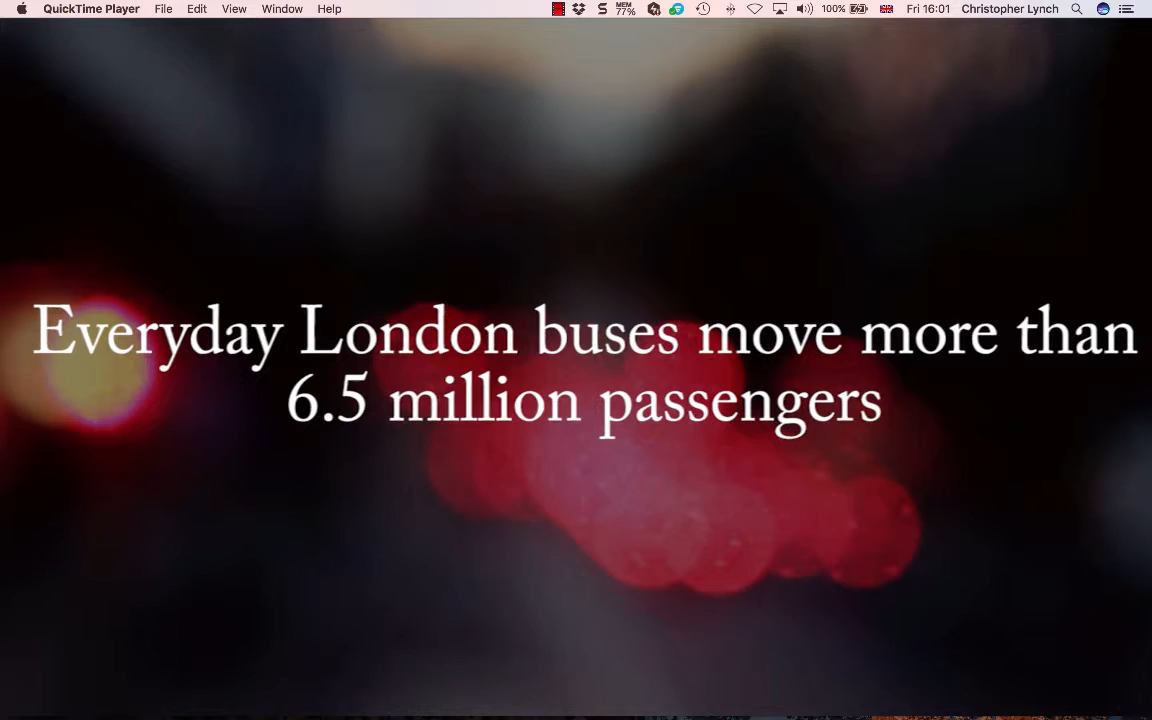 QuickTime Player File Edit View Window Help MEM 77% 100% Fri 16:01 Christopher Lynch
Everyday London buses move more than
6.5 million passengers